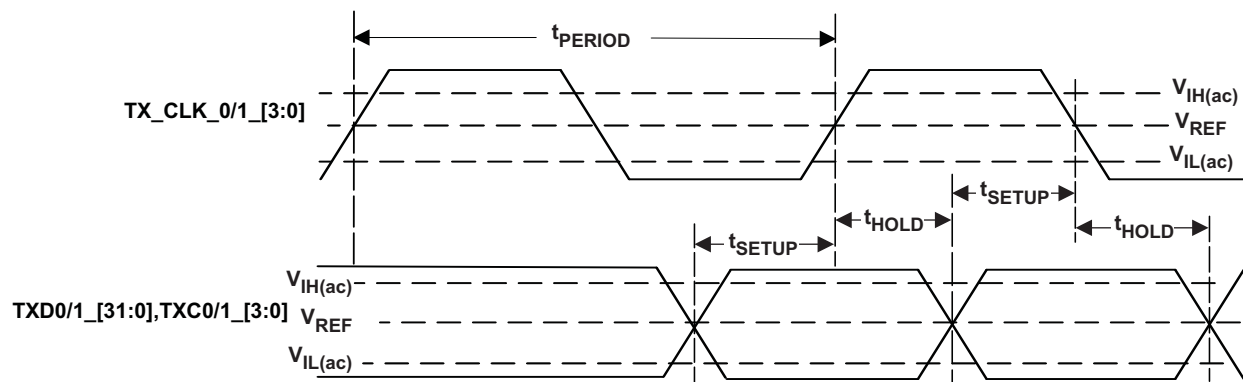 tPERIOD
TX_CLK_0/1_[3:0]
VIH(ac)
VREF
VIL(ac)
tSETUP
tHOLD
tSETUP
tHOLD
VIH(ac)
TXD0/1_[31:0],TXC0/1_[3:0]
VREF
VIL(ac)